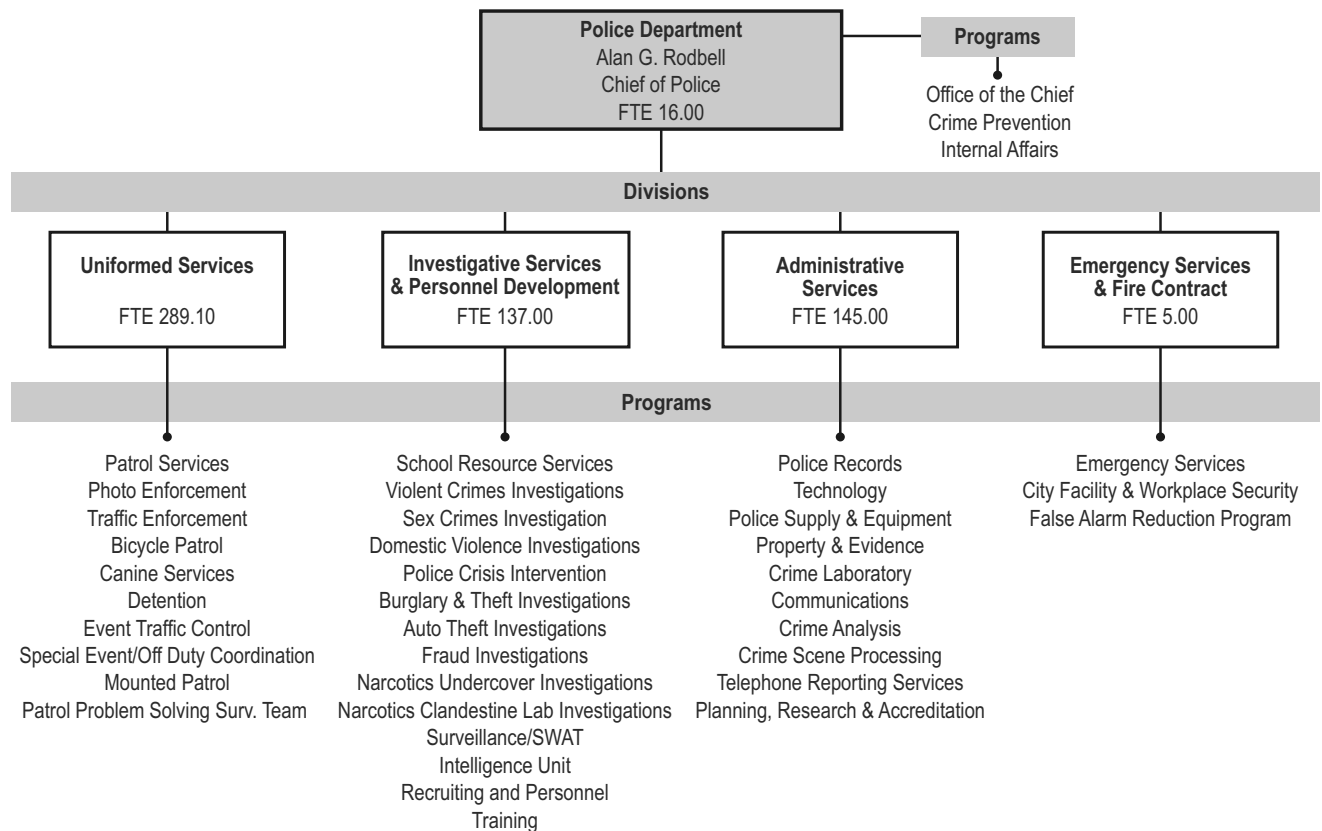 Police Department
Alan G. Rodbell
Chief of Police
FTE 16.00
Programs
Office of the Chief
Crime Prevention
Internal Affairs
Divisions
Uniformed Services
FTE 289.10
Investigative Services
& Personnel Development
FTE 137.00
Administrative
Services
FTE 145.00
Emergency Services
& Fire Contract
FTE 5.00
Programs
Patrol Services
Photo Enforcement
Traffic Enforcement
Bicycle Patrol
Canine Services
Detention
Event Traffic Control
Special Event/Off Duty Coordination
Mounted Patrol
Patrol Problem Solving Surv. Team
School Resource Services
Violent Crimes Investigations
Sex Crimes Investigation
Domestic Violence Investigations
Police Crisis Intervention
Burglary & Theft Investigations
Auto Theft Investigations
Fraud Investigations
Narcotics Undercover Investigations
Narcotics Clandestine Lab Investigations
Surveillance/SWAT
Intelligence Unit
Recruiting and Personnel
Training
Police Records
Technology
Police Supply & Equipment
Property & Evidence
Crime Laboratory
Communications
Crime Analysis
Crime Scene Processing
Telephone Reporting Services
Planning, Research & Accreditation
Emergency Services
City Facility & Workplace Security
False Alarm Reduction Program